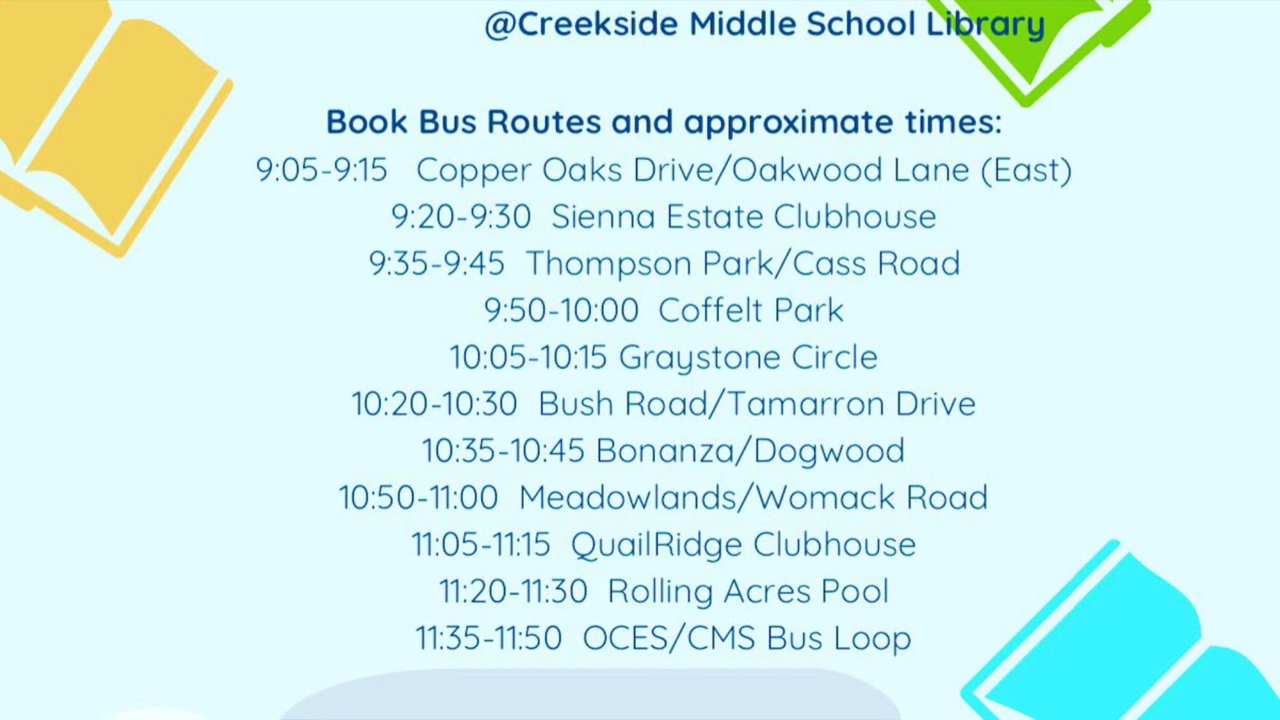 @Creekside Middle School Library
Book Bus Routes and approximate times:
9:05-9:15 Copper Oaks Drive/Oakwood Lane (East)
9:20-9:30 Sienna Estate Clubhouse
9:35-9:45 Thompson Park/Cass Road
9:50-10:00 Coffelt Park
10:05-10:15 Graystone Circle
10:20-10:30 Bush Road/Tamarron Drive
10:35-10:45 Bonanza/Dogwood
10:50-11:00 Meadowlands/Womack Road
11:05-11:15 QuailRidge Clubhouse
11:20-11:30 Rolling Acres Pool
11:35-11:50 OCES/CMS Bus Loop